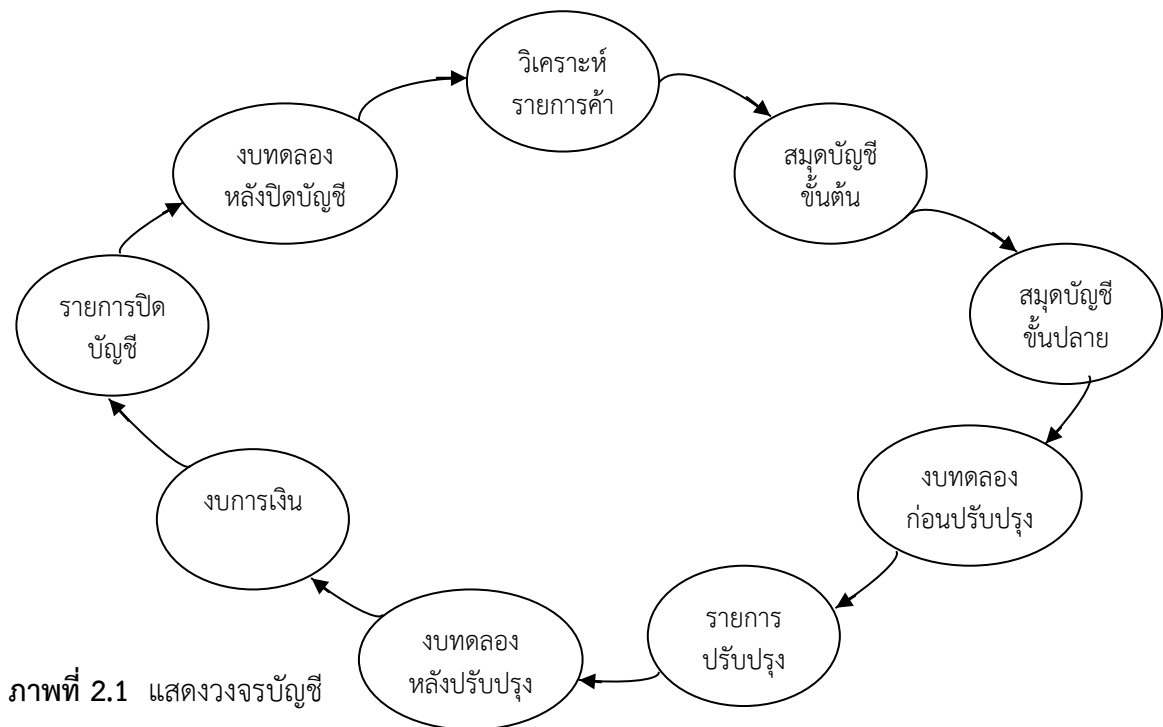 วิเคราะห์
รายการค้า
สมุดบัญชี
ขั้นต้น
สมุดบัญชี
ขั้นปลาย
งบทดลอง
ก่อนปรับปรุง
รายการ
ปรับปรุง
งบทดลอง
หลังปรับปรุง
งบการเงิน
รายการปิด
บัญชี
งบทดลอง
หลังปิดบัญชี
ภาพที่ 2.1 แสดงวงจรบัญชี